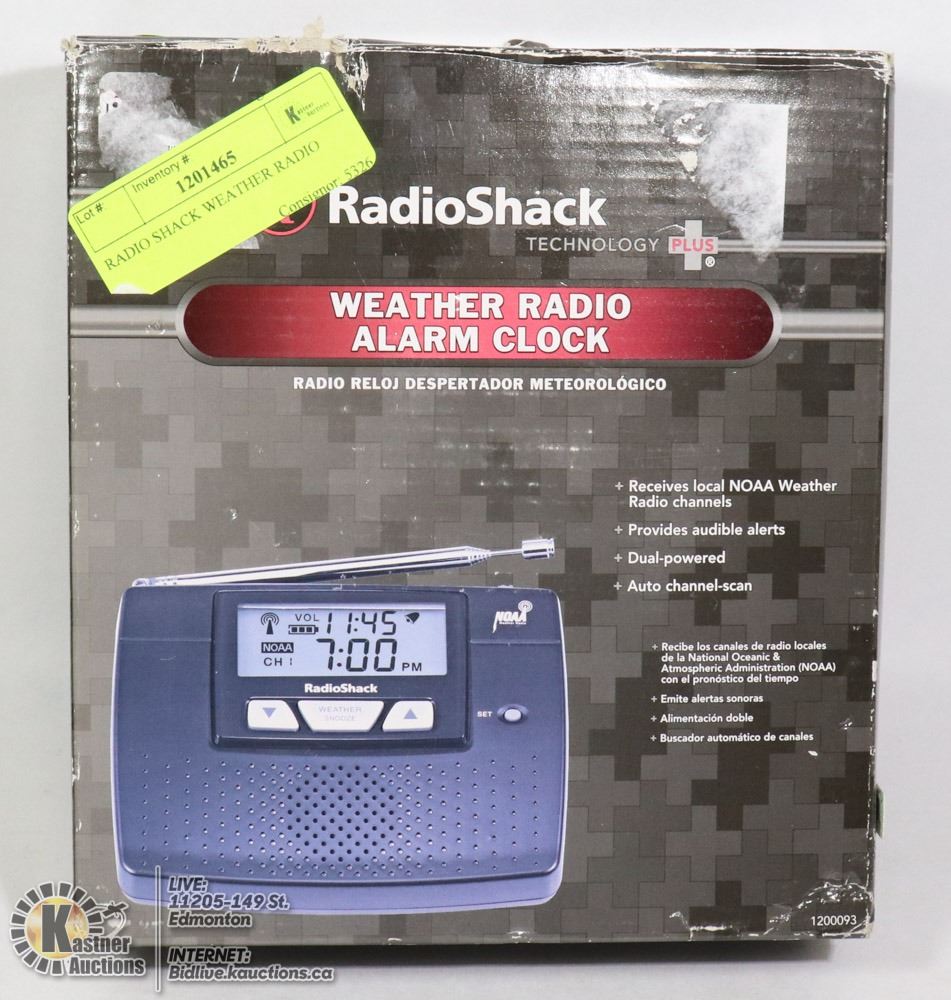 Lot #
Inventory #
1201465
Kastner
Auctions
RADIO SHACK WEATHER RADIO
Consignor: 5326
RadioShack
TECHNOLOGY PLUS®
WEATHER RADIO
ALARM CLOCK
RADIO RELOJ DESPERTADOR METEOROLÓGICO
+ Receives local NOAA Weather
Radio channels
+ Provides audible alerts
+ Dual-powered
+ Auto channel-scan
+ Recibe los canales de radio locales
de la National Oceanic &
Atmospheric Administration (NOAA)
con el pronóstico del tiempo
+ Emite alertas sonoras
+ Alimentación doble
+ Buscador automático de canales
VOL 11:45
NOAA
CH 1
7:00 PM
NOAA
RadioShack
WEATHER
SNOOZE
SET
1200093
Kastner
Auctions
LIVE:
11205-149 St.
Edmonton
INTERNET:
Bidlive.kauctions.ca